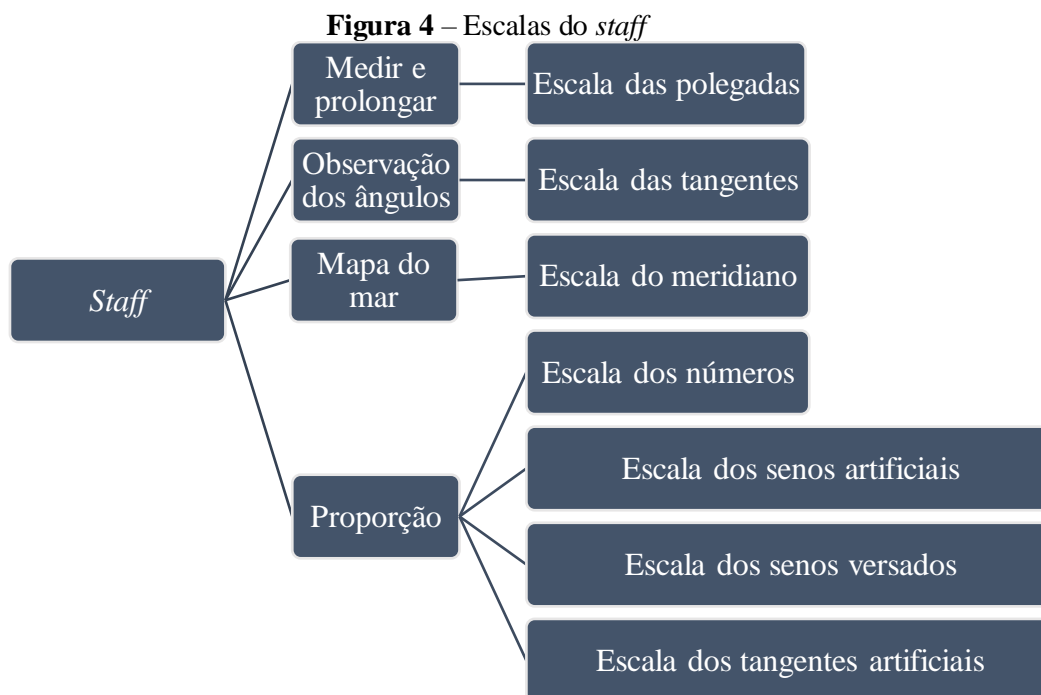 Figura 4 – Escalas do staff
Medir e
prolongar
Escala das polegadas
Observação
dos ângulos
Escala das tangentes
Mapa do
mar
Escala do meridiano
Staff
Escala dos números
Escala dos senos artificiais
Proporção
Escala dos senos versados
Escala dos tangentes artificiais